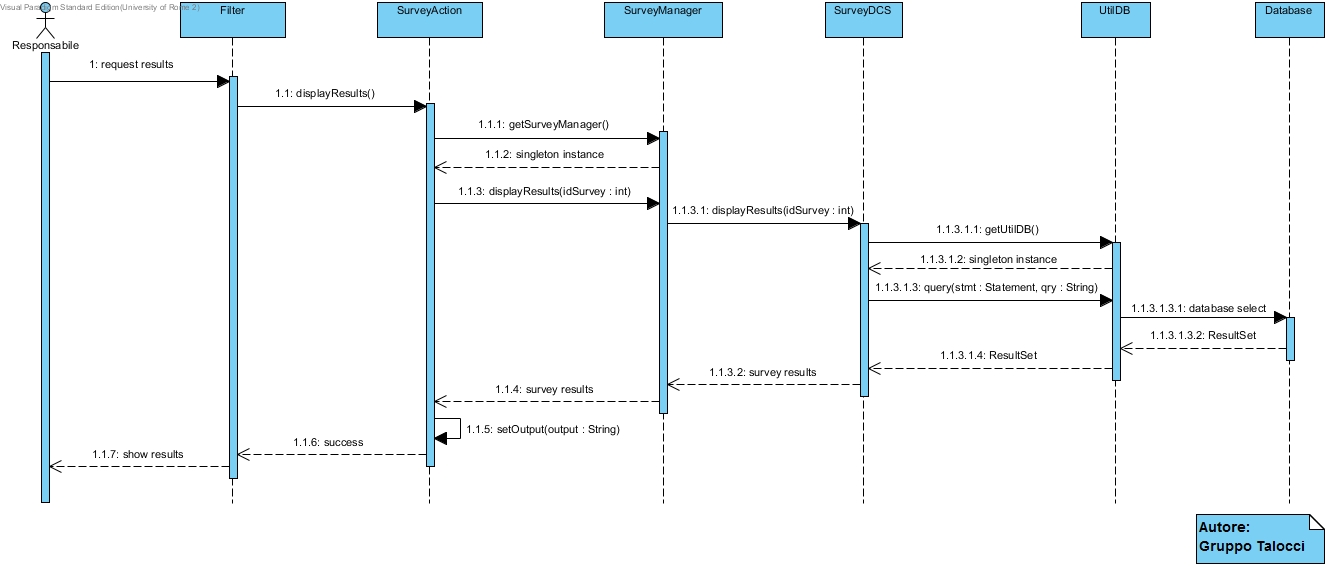 Visual Paradigm Standard Edition(University of Rome 2)
Filter
SurveyAction
SurveyManager
SurveyDCS
UtilDB
Database
Responsabile
1: request results
1.1: displayResults()
1.1.1: getSurveyManager()
1.1.2: singleton instance
1.1.3: displayResults(idSurvey : int)
1.1.3.1: displayResults(idSurvey : int)
1.1.3.1.1: getUtilDB()
1.1.3.1.2: singleton instance
1.1.3.1.3: query(stmt : Statement, qry : String)
1.1.3.1.3.1: database select
1.1.3.1.3.2: ResultSet
1.1.3.1.4: ResultSet
1.1.3.2: survey results
1.1.4: survey results
1.1.5: setOutput(output : String)
1.1.6: success
1.1.7: show results
Autore:
Gruppo Talocci